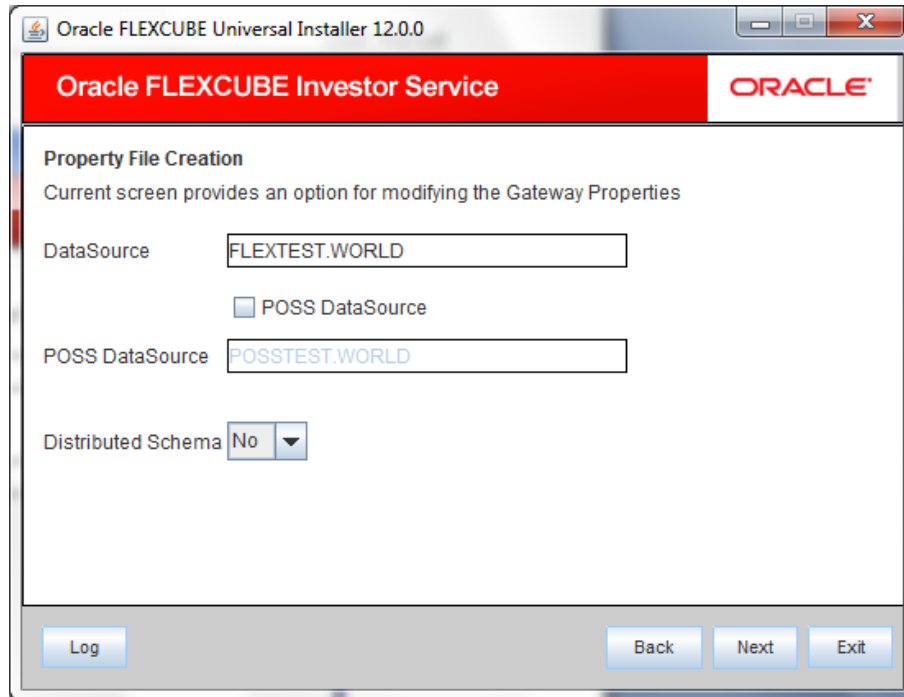 Oracle FLEXCUBE Universal Installer 12.0.0
Oracle FLEXCUBE Investor Service
ORACLE
Property File Creation
Current screen provides an option for modifying the Gateway Properties
DataSource FLEXTEST.WORLD
POSS DataSource
POSS DataSource POSSTEST.WORLD
Distributed Schema No
Log Back Next Exit